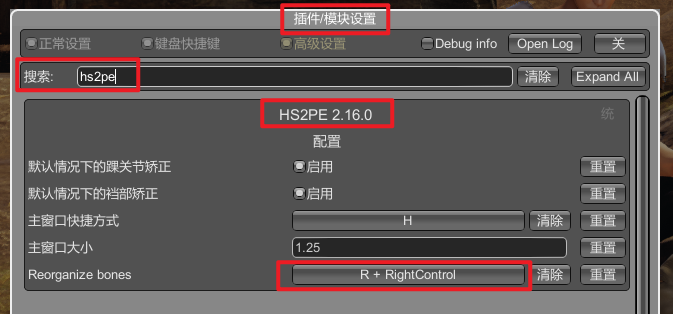 插件/模块设置
正常设置 键盘快捷键 高级设置 Debug info Open Log 关
搜索: hs2pe 清除 Expand All
HS2PE 2.16.0 统
配置
默认情况下的踝关节矫正 启用 重置
默认情况下的裆部矫正 启用 重置
主窗口快捷方式 H 清除 重置
主窗口大小 1.25 重置
Reorganize bones R + RightControl 清除 重置